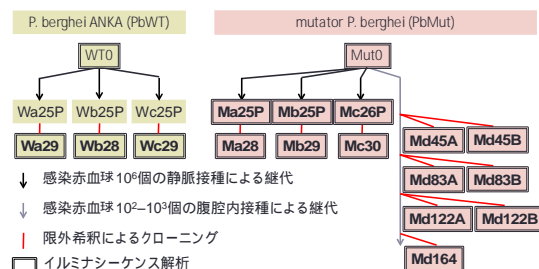 P. berghei ANKA (PbWT)
mutator P. berghei (PbMut)
WT0
Mut0
Wa25P Wb25P Wc25P
Ma25P Mb25P Mc26P
Wa29 Wb28 Wc29
Ma28 Mb29 Mc30
Md45A Md45B
Md83A Md83B
Md122A Md122B
Md164
感染赤血球 10⁶個の静脈接種による継代
感染赤血球 10²–10³個の腹腔内接種による継代
限外希釈によるクローニング
イルミナシーケンス解析